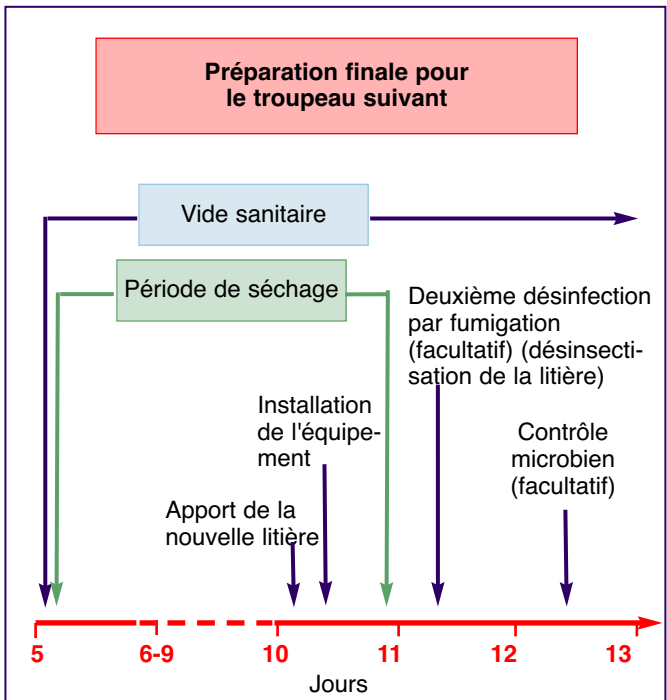 Préparation finale pour
le troupeau suivant
Vide sanitaire
Période de séchage
Deuxième désinfection
par fumigation
(facultatif) (désinsecti-
sation de la litière)
Installation
de l'équipe-
ment
Contrôle
microbien
(facultatif)
Apport de la
nouvelle litière
5 6-9 10 11 12 13
Jours